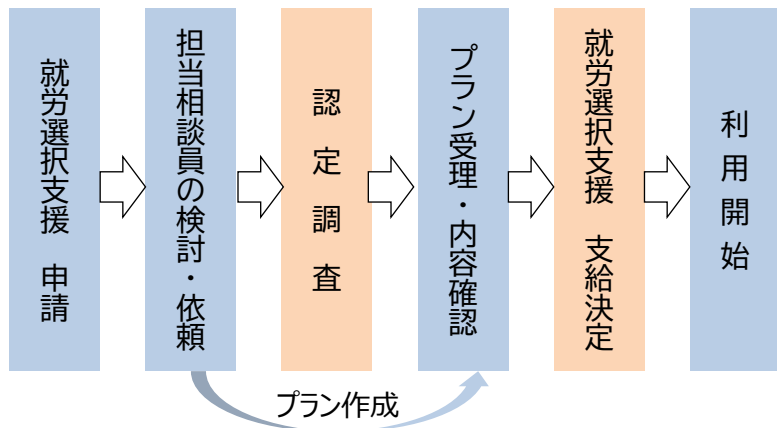 就労選択支援 申請
担当相談員の検討・依頼
認定調査
プラン受理・内容確認
就労選択支援 支給決定
利用開始
プラン作成